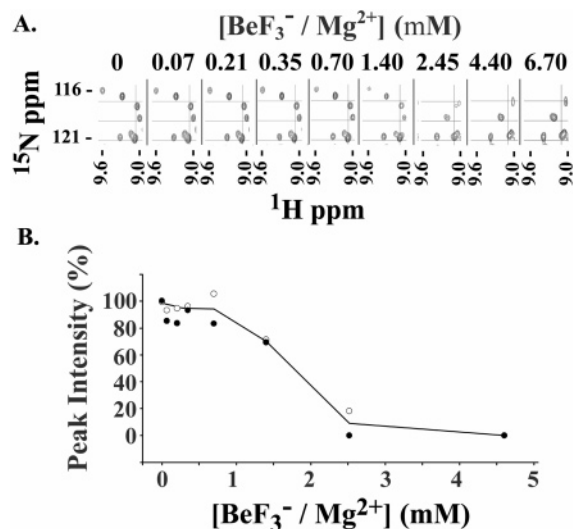 A.
[BeF₃⁻ / Mg²⁺] (mM)
0 0.07 0.21 0.35 0.70 1.40 2.45 4.40 6.70
116 -
121 -
¹⁵N ppm
9.6 9.0 9.6 9.0 9.6 9.0 9.6 9.0 9.6 9.0 9.6 9.0 9.6 9.0 9.6 9.0 9.6 9.0
¹H ppm
B.
Peak Intensity (%)
100
80
60
40
20
0
0 1 2 3 4 5
[BeF₃⁻ / Mg²⁺] (mM)